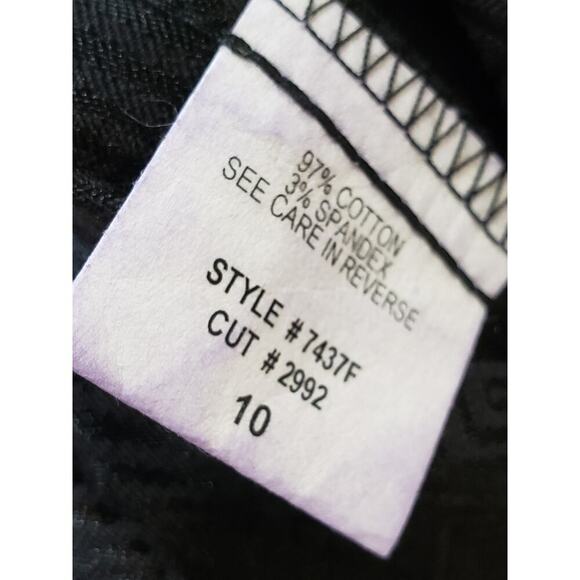 97% COTTON
3% SPANDEX
SEE CARE IN REVERSE
STYLE # 7437F
CUT # 2992
10